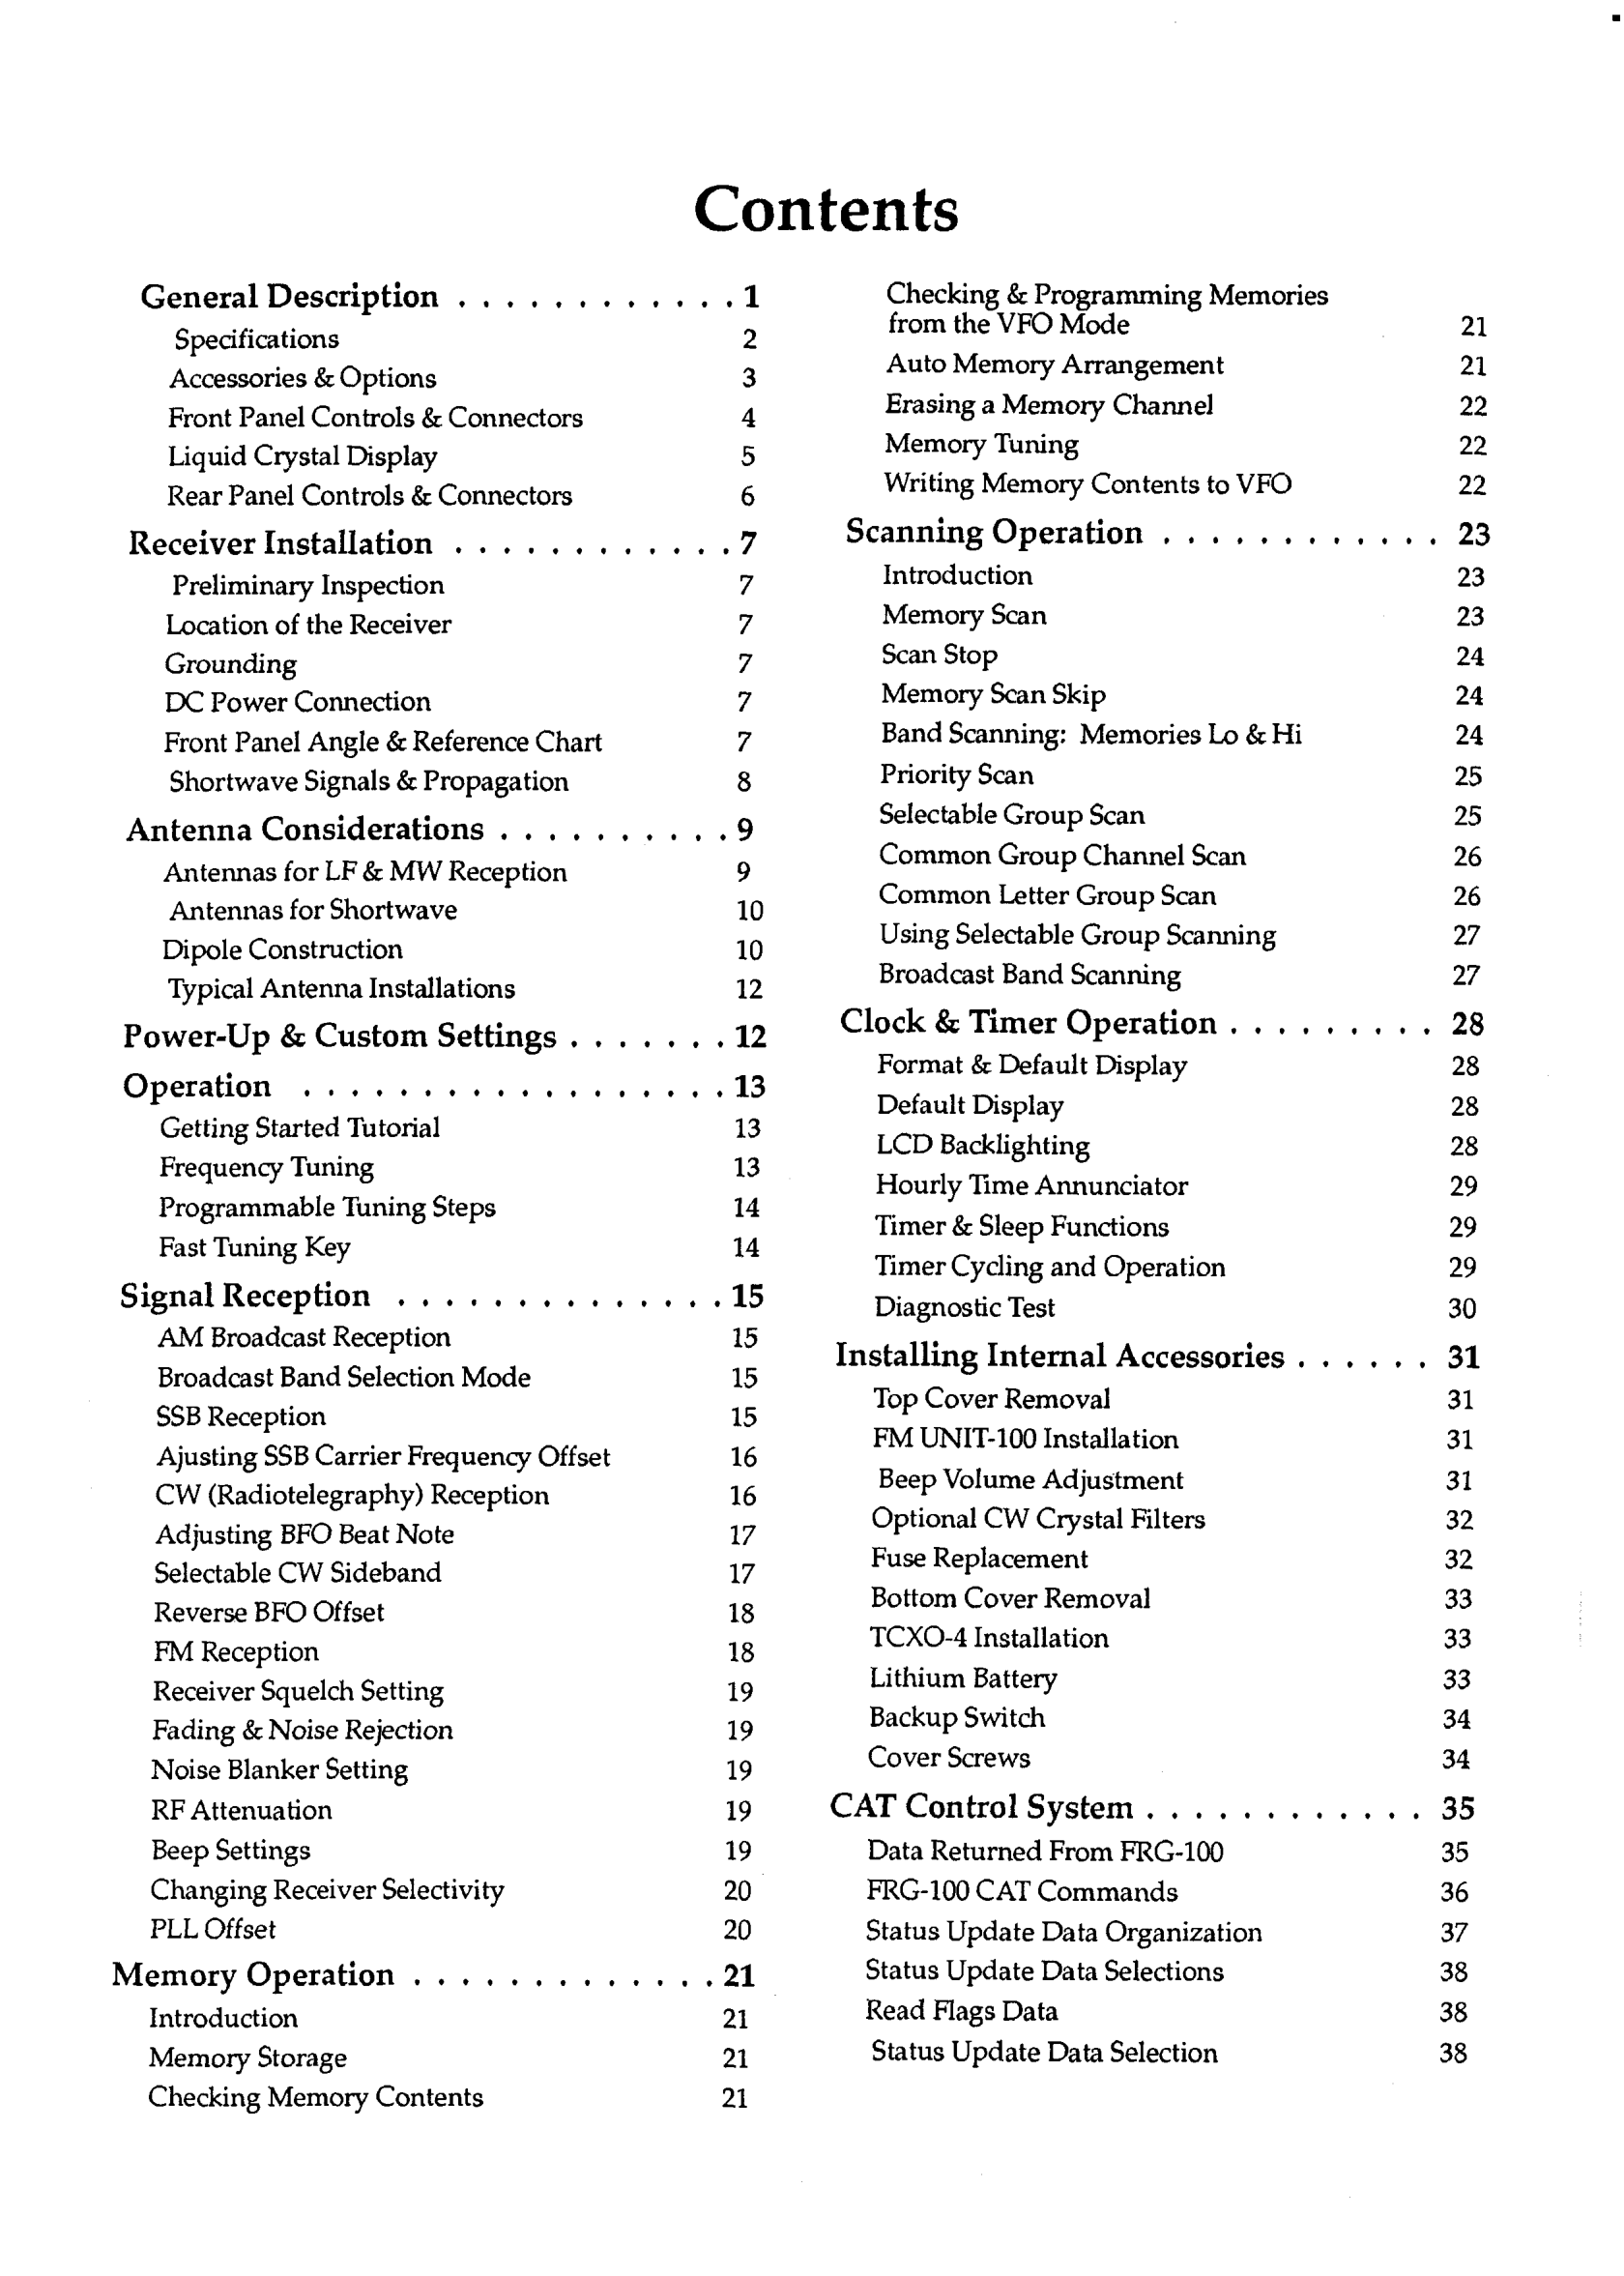 Contents
General Description . . . . . . . . . . . . 1
Specifications 2
Accessories & Options 3
Front Panel Controls & Connectors 4
Liquid Crystal Display 5
Rear Panel Controls & Connectors 6
Receiver Installation . . . . . . . . . . . . 7
Preliminary Inspection 7
Location of the Receiver 7
Grounding 7
DC Power Connection 7
Front Panel Angle & Reference Chart 7
Shortwave Signals & Propagation 8
Antenna Considerations . . . . . . . . . . 9
Antennas for LF & MW Reception 9
Antennas for Shortwave 10
Dipole Construction 10
Typical Antenna Installations 12
Power-Up & Custom Settings . . . . . . . 12
Operation . . . . . . . . . . . . . . . . . . 13
Getting Started Tutorial 13
Frequency Tuning 13
Programmable Tuning Steps 14
Fast Tuning Key 14
Signal Reception . . . . . . . . . . . . . . 15
AM Broadcast Reception 15
Broadcast Band Selection Mode 15
SSB Reception 15
Ajusting SSB Carrier Frequency Offset 16
CW (Radiotelegraphy) Reception 16
Adjusting BFO Beat Note 17
Selectable CW Sideband 17
Reverse BFO Offset 18
FM Reception 18
Receiver Squelch Setting 19
Fading & Noise Rejection 19
Noise Blanker Setting 19
RF Attenuation 19
Beep Settings 19
Changing Receiver Selectivity 20
PLL Offset 20
Memory Operation . . . . . . . . . . . . . 21
Introduction 21
Memory Storage 21
Checking Memory Contents 21
Checking & Programming Memories
from the VFO Mode 21
Auto Memory Arrangement 21
Erasing a Memory Channel 22
Memory Tuning 22
Writing Memory Contents to VFO 22
Scanning Operation . . . . . . . . . . . . 23
Introduction 23
Memory Scan 23
Scan Stop 24
Memory Scan Skip 24
Band Scanning: Memories Lo & Hi 24
Priority Scan 25
Selectable Group Scan 25
Common Group Channel Scan 26
Common Letter Group Scan 26
Using Selectable Group Scanning 27
Broadcast Band Scanning 27
Clock & Timer Operation . . . . . . . . . 28
Format & Default Display 28
Default Display 28
LCD Backlighting 28
Hourly Time Annunciator 29
Timer & Sleep Functions 29
Timer Cycling and Operation 29
Diagnostic Test 30
Installing Internal Accessories . . . . . . 31
Top Cover Removal 31
FM UNIT-100 Installation 31
Beep Volume Adjustment 31
Optional CW Crystal Filters 32
Fuse Replacement 32
Bottom Cover Removal 33
TCXO-4 Installation 33
Lithium Battery 33
Backup Switch 34
Cover Screws 34
CAT Control System . . . . . . . . . . . . 35
Data Returned From FRG-100 35
FRG-100 CAT Commands 36
Status Update Data Organization 37
Status Update Data Selections 38
Read Flags Data 38
Status Update Data Selection 38